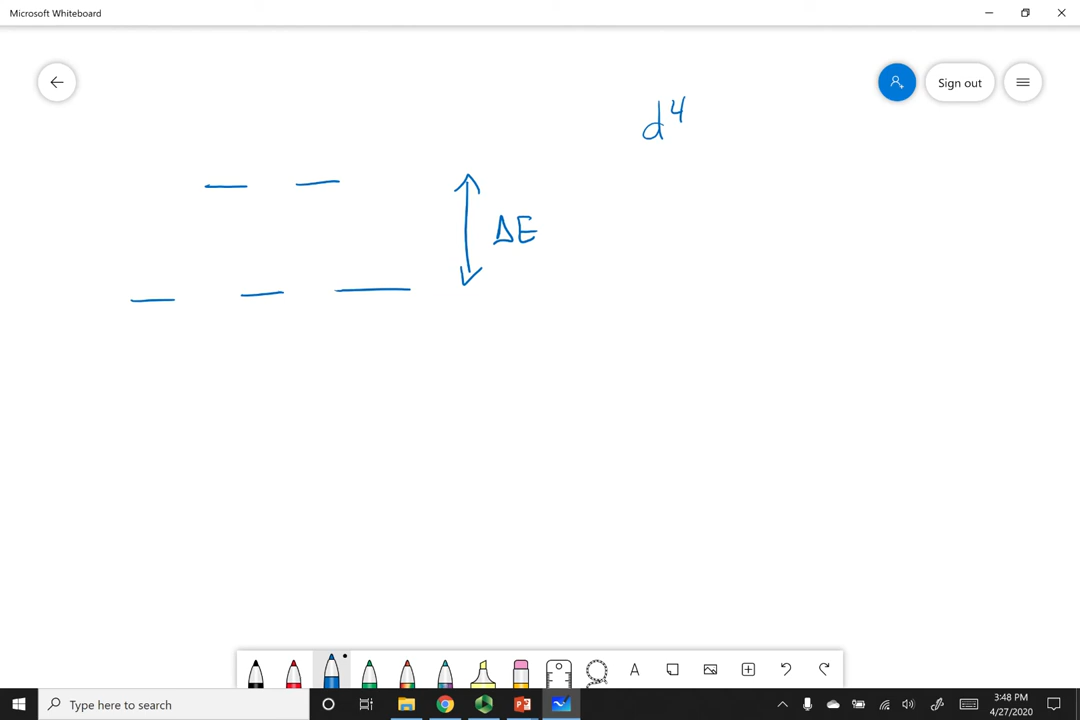 Microsoft Whiteboard
Sign out
d⁴
ΔE
A
Type here to search
3:48 PM
4/27/2020